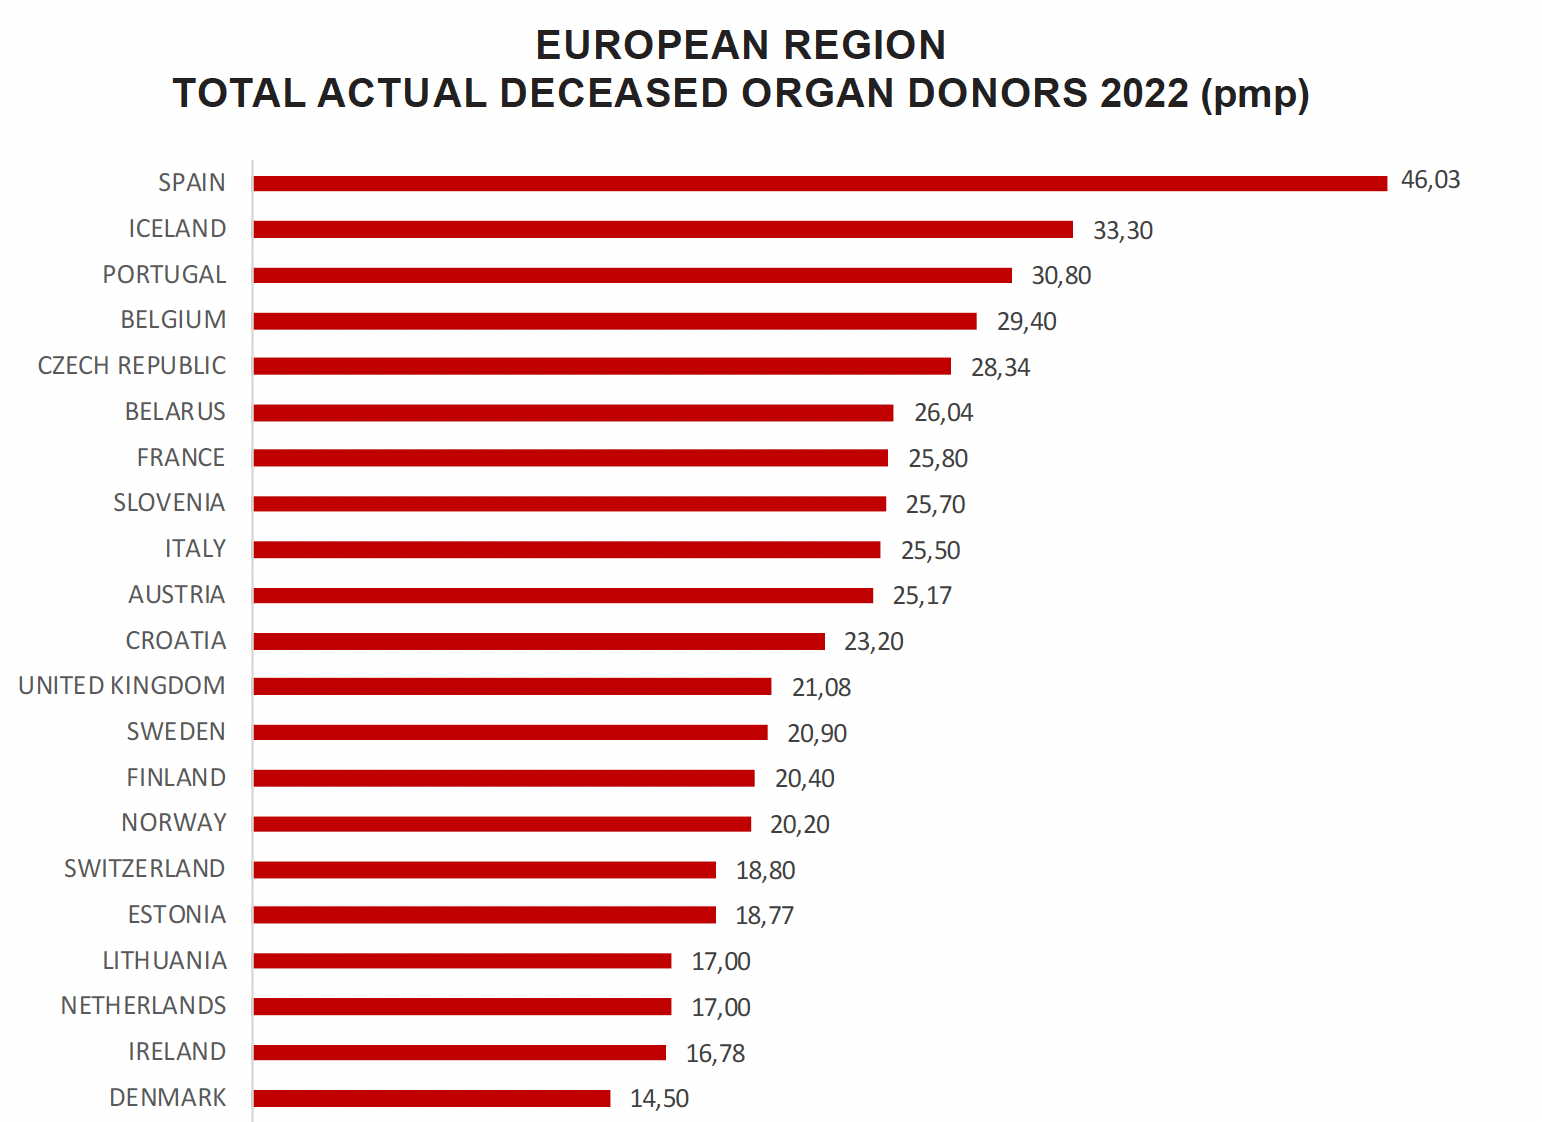 EUROPEAN REGION
TOTAL ACTUAL DECEASED ORGAN DONORS 2022 (pmp)
SPAIN 46,03
ICELAND 33,30
PORTUGAL 30,80
BELGIUM 29,40
CZECH REPUBLIC 28,34
BELARUS 26,04
FRANCE 25,80
SLOVENIA 25,70
ITALY 25,50
AUSTRIA 25,17
CROATIA 23,20
UNITED KINGDOM 21,08
SWEDEN 20,90
FINLAND 20,40
NORWAY 20,20
SWITZERLAND 18,80
ESTONIA 18,77
LITHUANIA 17,00
NETHERLANDS 17,00
IRELAND 16,78
DENMARK 14,50